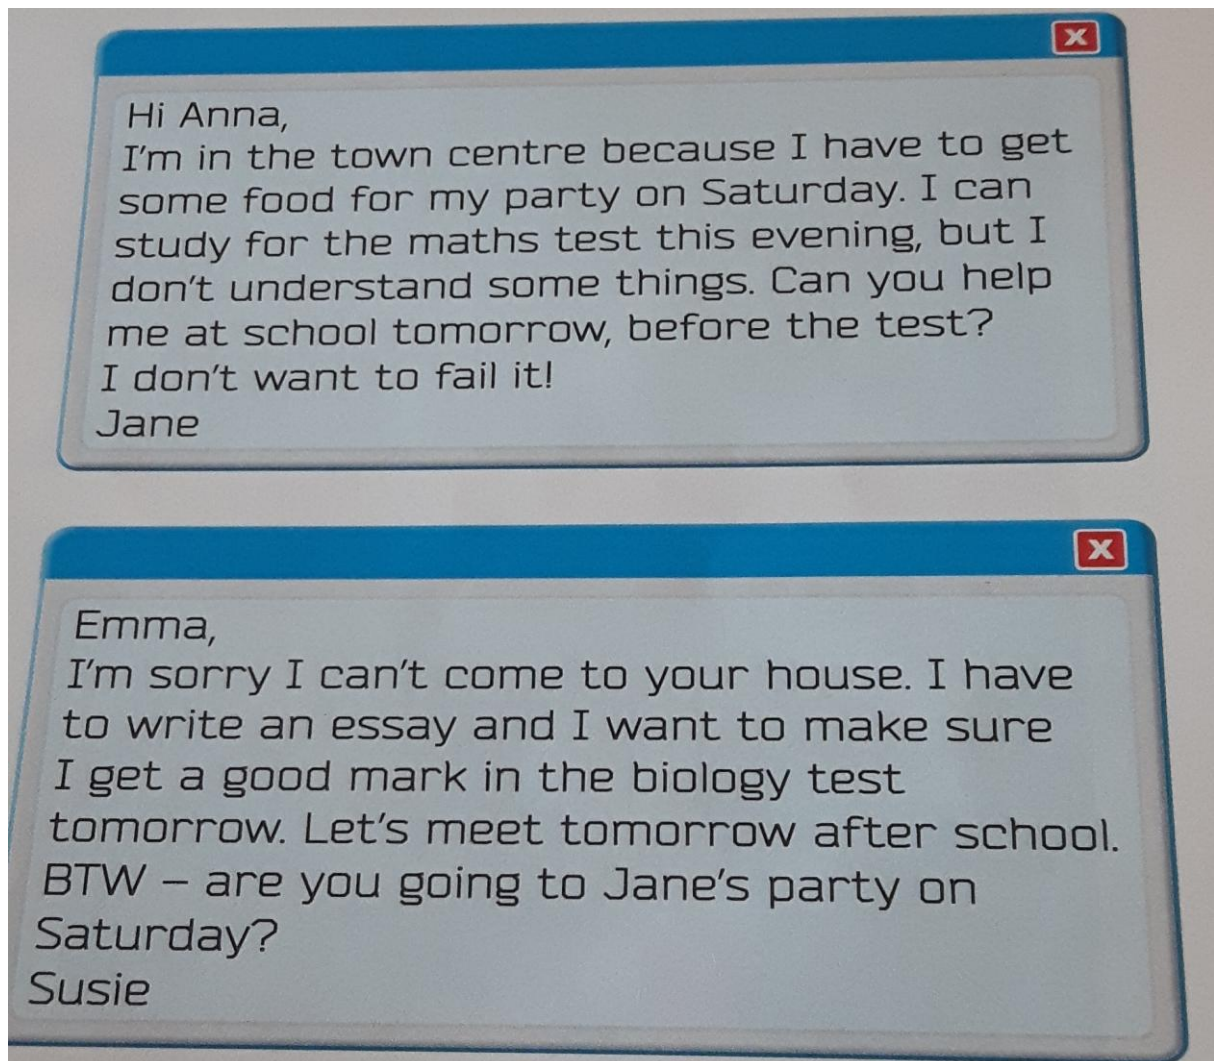 X
Hi Anna,
I'm in the town centre because I have to get
some food for my party on Saturday. I can
study for the maths test this evening, but I
don't understand some things. Can you help
me at school tomorrow, before the test?
I don't want to fail it!
Jane
X
Emma,
I'm sorry I can't come to your house. I have
to write an essay and I want to make sure
I get a good mark in the biology test
tomorrow. Let's meet tomorrow after school.
BTW – are you going to Jane's party on
Saturday?
Susie